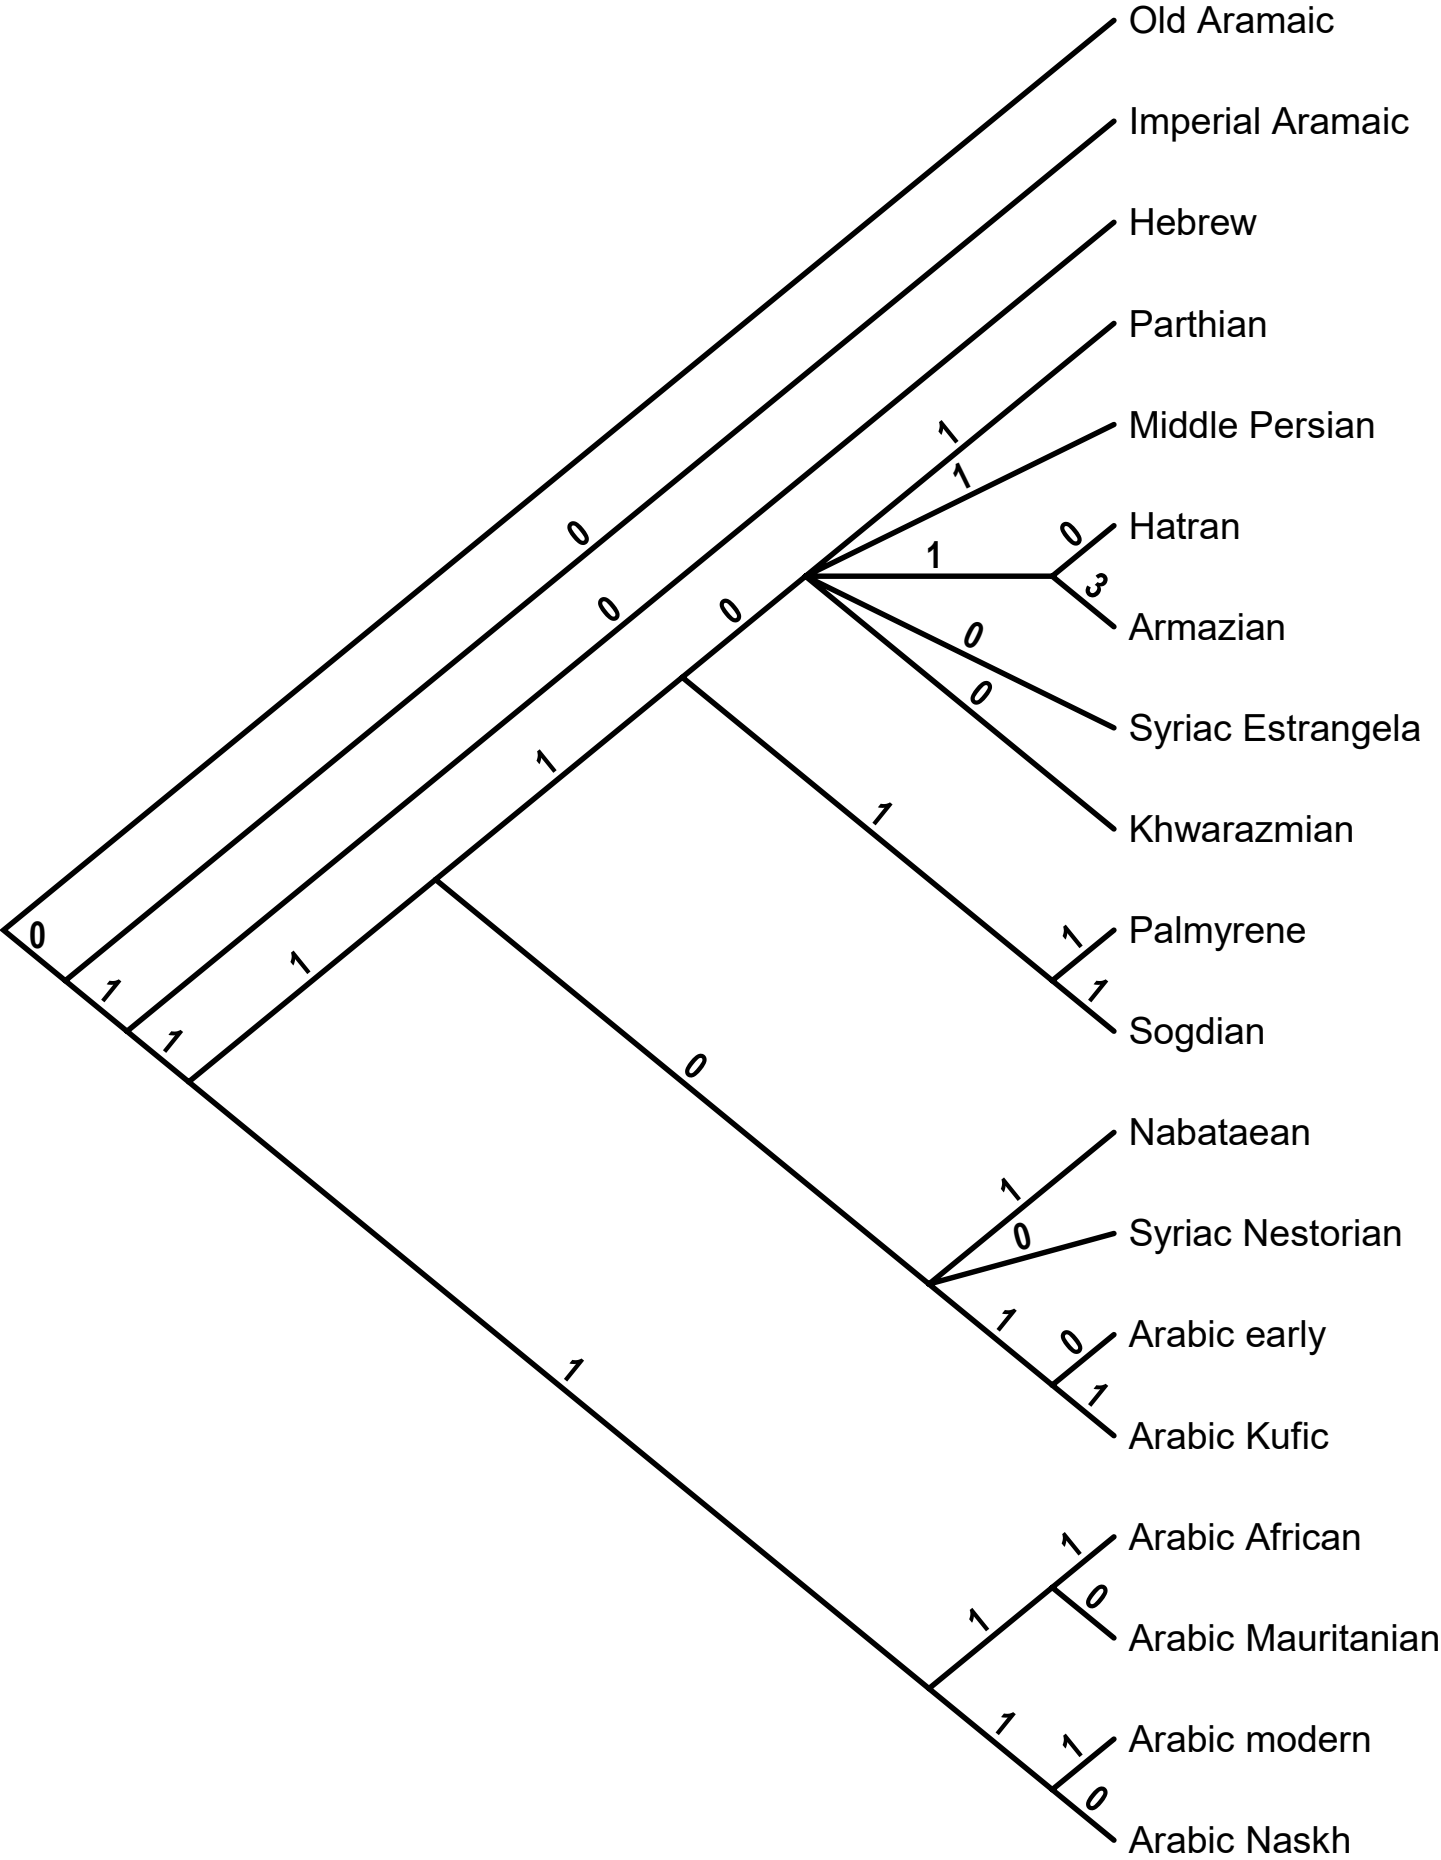 Old Aramaic
Imperial Aramaic
Hebrew
Parthian
1
Middle Persian
1
Hatran
0
0
1
3
0
0
Armazian
0
Syriac Estrangela
0
1
1
Khwarazmian
Palmyrene
1
0
1
1
1
Sogdian
1
0
Nabataean
1
Syriac Nestorian
0
1
0
Arabic early
1
1
Arabic Kufic
1
Arabic African
0
1
Arabic Mauritanian
1
1
Arabic modern
0
Arabic Naskh